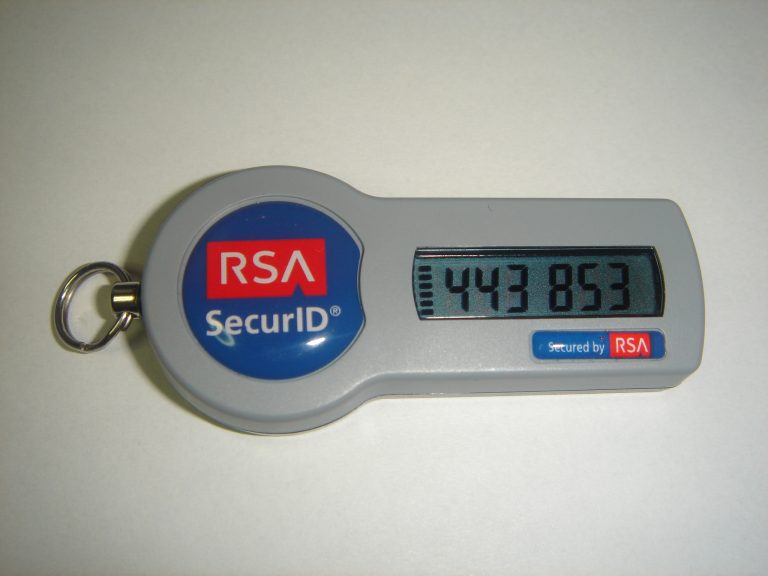 RSA
SecurID®
443 853
Secured by RSA